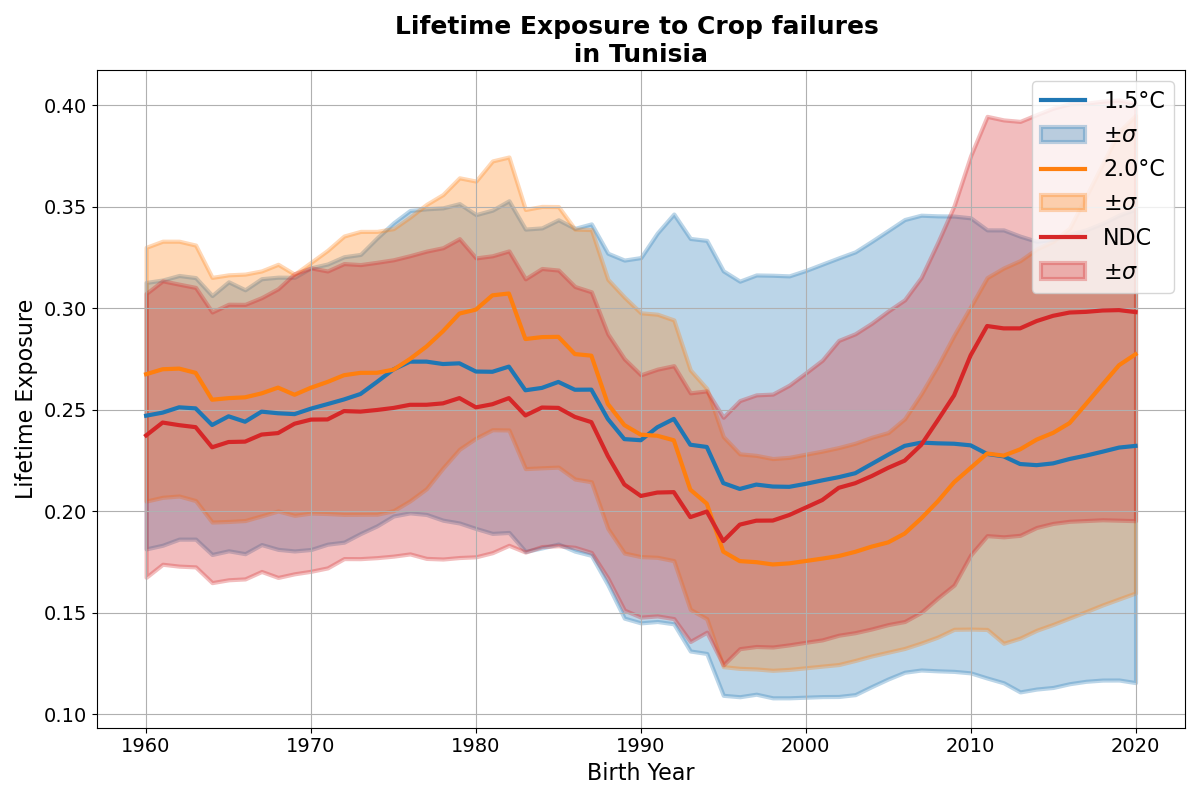 Lifetime Exposure to Crop failures
in Tunisia
Lifetime Exposure
0.40
0.35
0.30
0.25
0.20
0.15
0.10
1.5°C
±σ
2.0°C
±σ
NDC
±σ
1960 1970 1980 1990 2000 2010 2020
Birth Year